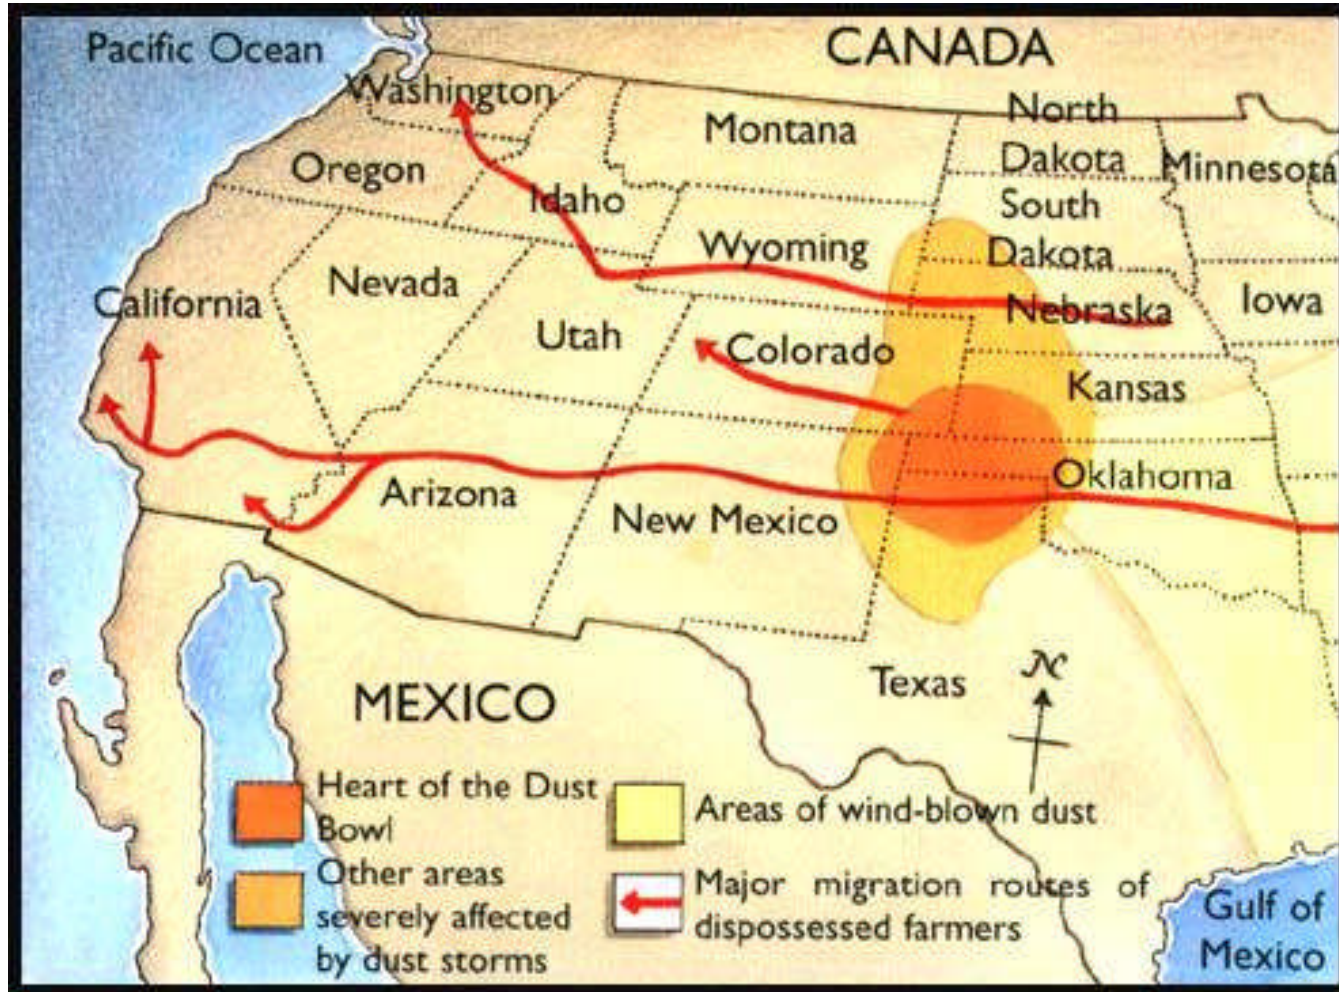 Pacific Ocean
CANADA
Washington
North
Dakota
Montana
Minnesota
Oregon
Idaho
South
Dakota
Wyoming
Nevada
California
Nebraska
Iowa
Utah
Colorado
Kansas
Oklahoma
Arizona
New Mexico
Texas
N
MEXICO
Heart of the Dust
Bowl
Other areas
severely affected
by dust storms
Areas of wind-blown dust
Major migration routes of
dispossessed farmers
Gulf of
Mexico